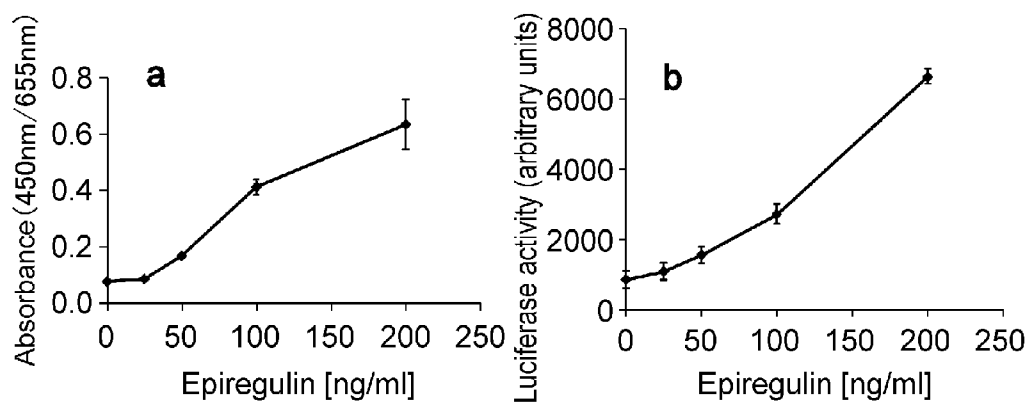 a
Absorbance (450nm/655nm)
0.8
0.6
0.4
0.2
0.0
0 50 100 150 200 250
Epiregulin [ng/ml]
b
Luciferase activity (arbitrary units)
8000
6000
4000
2000
0
0 50 100 150 200 250
Epiregulin [ng/ml]